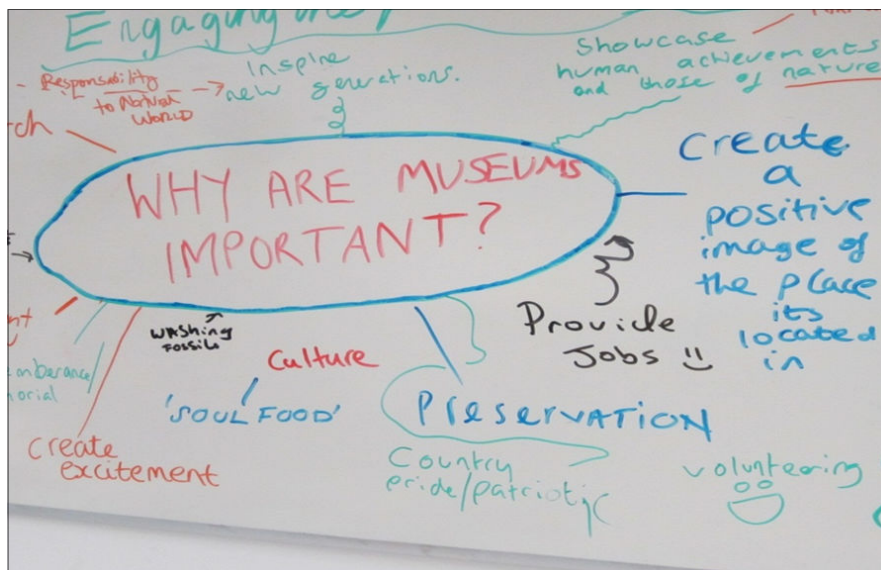 Engaging
Responsibility
to Natural
WORLD
Inspire
new generations.
Showcase
human achievements
and those of nature
WHY ARE MUSEUMS
IMPORTANT?
Create
a
positive
image of
the place
its
located
in
Provide
Jobs
WASHING
Fossils
Culture
'SOUL FOOD'
PRESERVATION
create
excitement
Country
pride/patriotic
volunteering